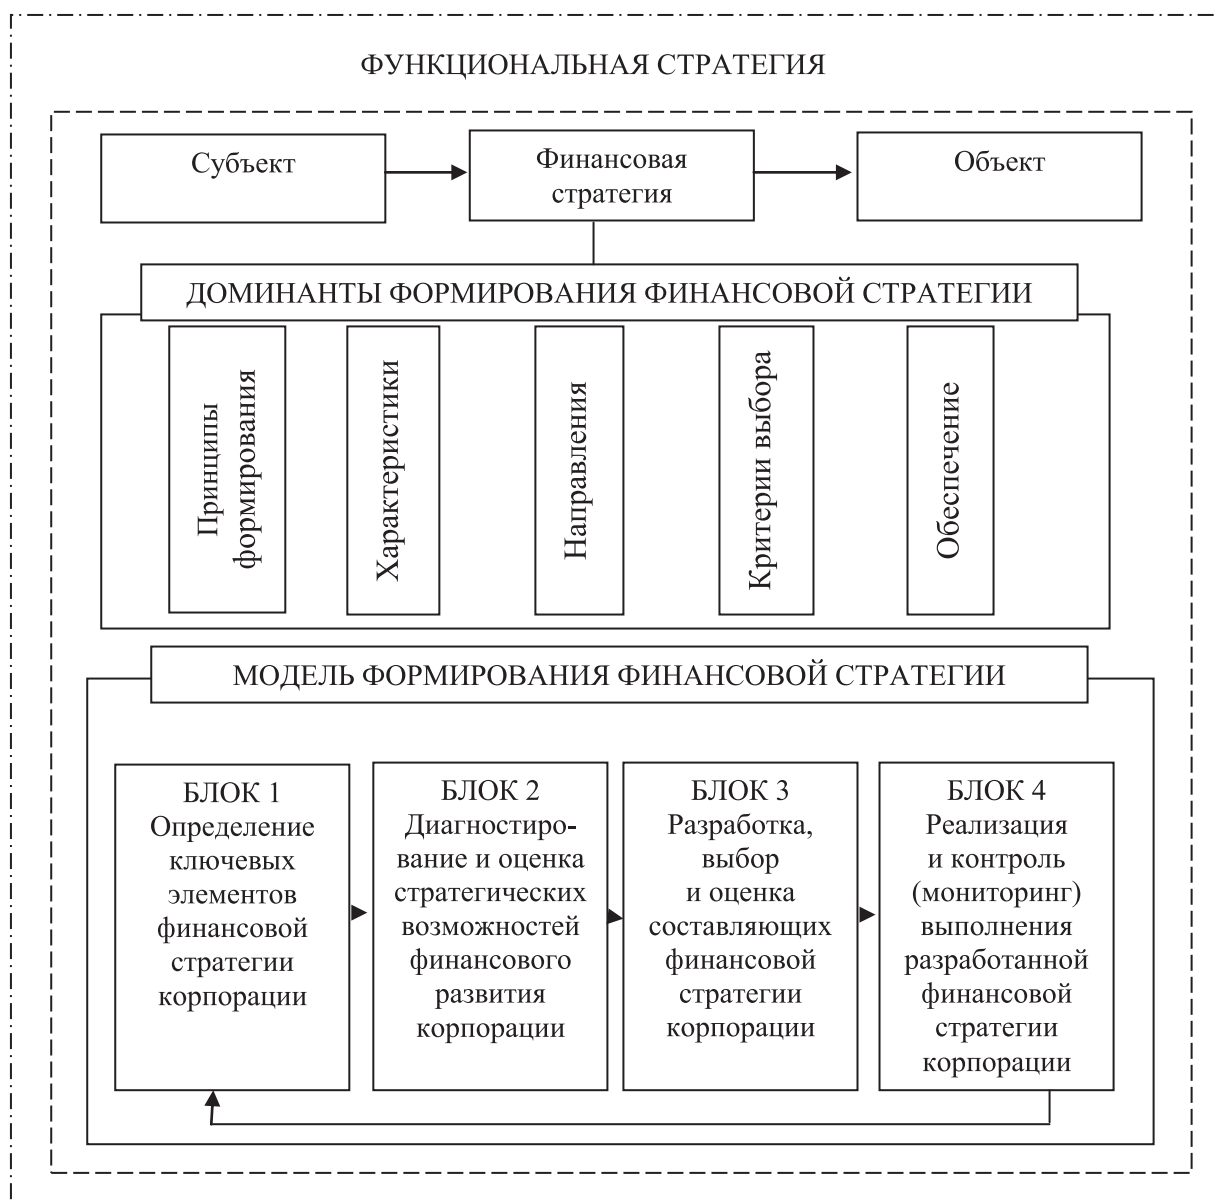 ФУНКЦИОНАЛЬНАЯ СТРАТЕГИЯ
Субъект
Финансовая
стратегия
Объект
ДОМИНАНТЫ ФОРМИРОВАНИЯ ФИНАНСОВОЙ СТРАТЕГИИ
Принципы
формирования
Характеристики
Направления
Критерии выбора
Обеспечение
МОДЕЛЬ ФОРМИРОВАНИЯ ФИНАНСОВОЙ СТРАТЕГИИ
БЛОК 1
Определение
ключевых
элементов
финансовой
стратегии
корпорации
БЛОК 2
Диагностиро-
вание и оценка
стратегических
возможностей
финансового
развития
корпорации
БЛОК 3
Разработка,
выбор
и оценка
составляющих
финансовой
стратегии
корпорации
БЛОК 4
Реализация
и контроль
(мониторинг)
выполнения
разработанной
финансовой
стратегии
корпорации